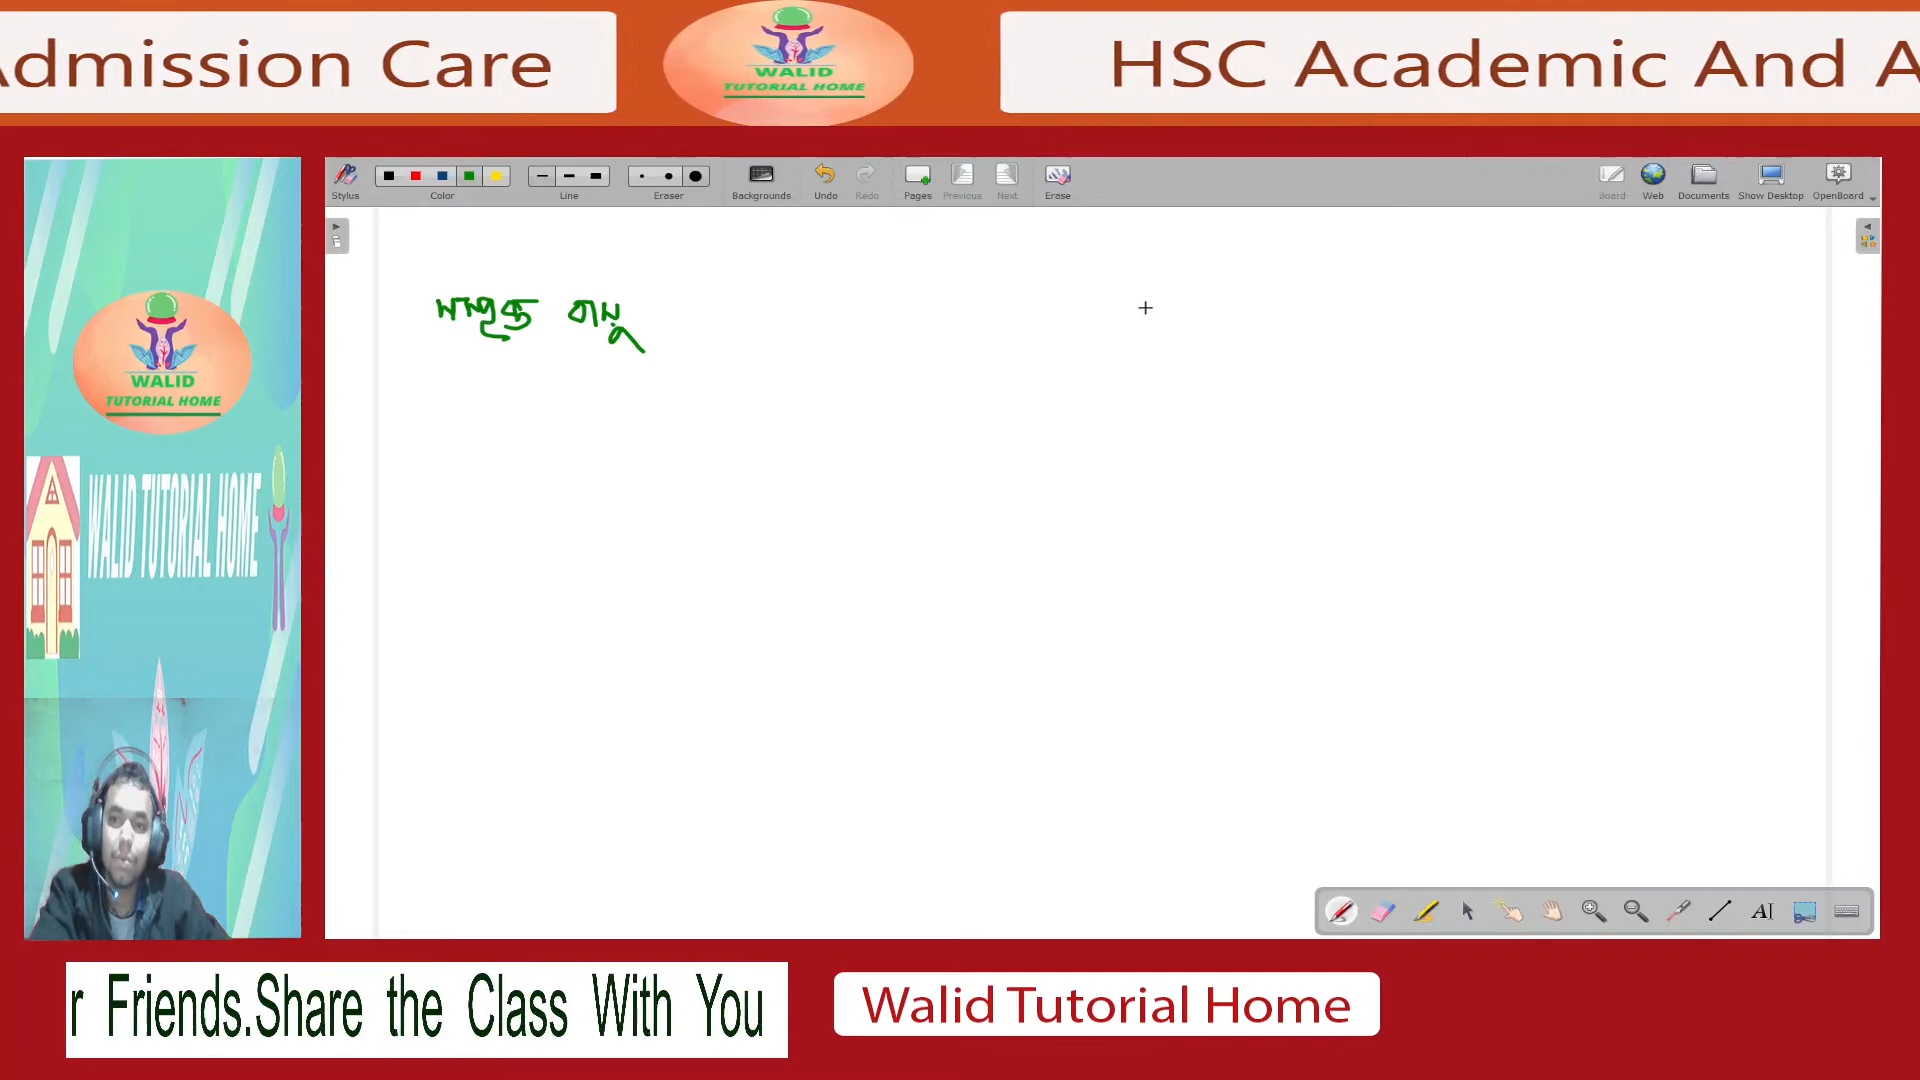 Admission Care
WALID
TUTORIAL HOME
HSC Academic And A
Stylus
Color
Line
Eraser
Backgrounds
Undo
Redo
Pages
Previous
Next
Erase
Board
Web
Documents
Show Desktop
OpenBoard
সম্পৃক্ত বায়ু
WALID
TUTORIAL HOME
WALID TUTORIAL HOME
r Friends.Share the Class With You
Walid Tutorial Home